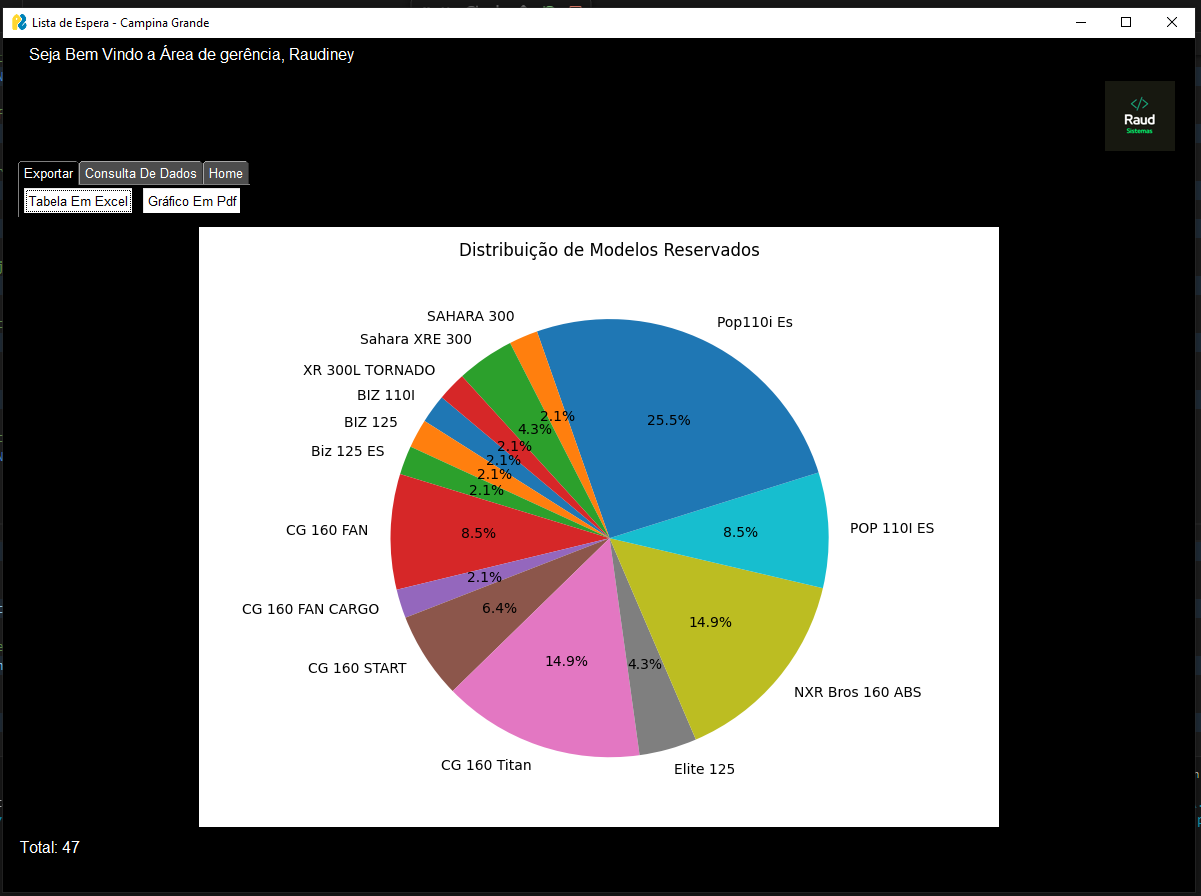 Lista de Espera - Campina Grande
Seja Bem Vindo a Área de gerência, Raudiney
</>
Raud
Sistemas
Exportar Consulta De Dados Home
Tabela Em Excel Gráfico Em Pdf
Distribuição de Modelos Reservados
SAHARA 300
Pop110i Es
Sahara XRE 300
XR 300L TORNADO
BIZ 110I
BIZ 125
Biz 125 ES
CG 160 FAN
CG 160 FAN CARGO
CG 160 START
CG 160 Titan
Elite 125
NXR Bros 160 ABS
POP 110I ES
2.1%
25.5%
4.3%
2.1%
2.1%
2.1%
2.1%
8.5%
8.5%
2.1%
6.4%
14.9%
14.9%
4.3%
Total: 47